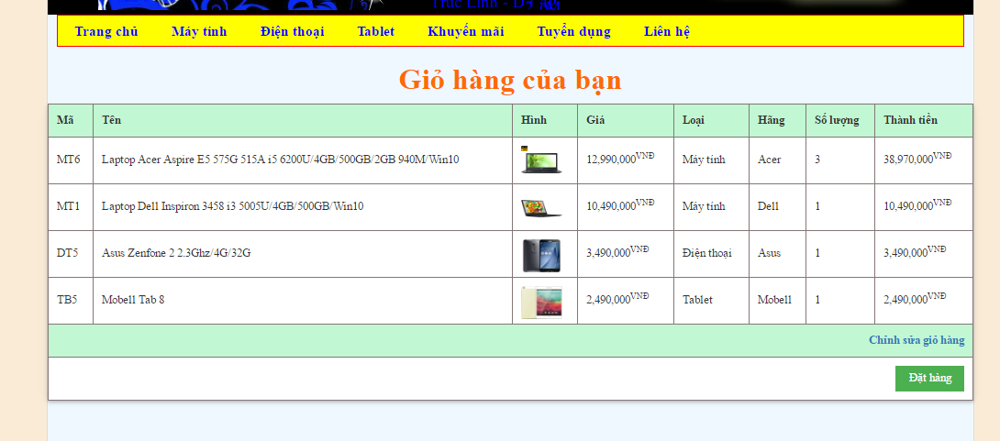 Trúc Linh - D
Trang chủ Máy tính Điện thoại Tablet Khuyến mãi Tuyển dụng Liên hệ
Giỏ hàng của bạn
Mã Tên Hình Giá Loại Hãng Số lượng Thành tiền
MT6 Laptop Acer Aspire E5 575G 515A i5 6200U/4GB/500GB/2GB 940M/Win10 12,990,000VNĐ Máy tính Acer 3 38,970,000VNĐ
MT1 Laptop Dell Inspiron 3458 i3 5005U/4GB/500GB/Win10 10,490,000VNĐ Máy tính Dell 1 10,490,000VNĐ
DT5 Asus Zenfone 2 2.3Ghz/4G/32G 3,490,000VNĐ Điện thoại Asus 1 3,490,000VNĐ
TB5 Mobell Tab 8 2,490,000VNĐ Tablet Mobell 1 2,490,000VNĐ
Chỉnh sửa giỏ hàng
Đặt hàng